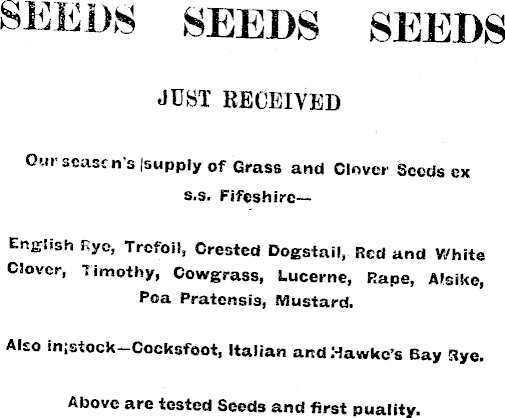 SEEDS SEEDS SEEDS
JUST RECEIVED
Our season's supply of Grass and Clover Seeds ex
s.s. Fifeshire—
English Rye, Trefoil, Crested Dogstail, Red and White
Clover, Timothy, Cowgrass, Lucerne, Rape, Alsike,
Poa Pratensis, Mustard.
Also in;stock—Cocksfoot, Italian and Hawke's Bay Rye.
Above are tested Seeds and first puality.